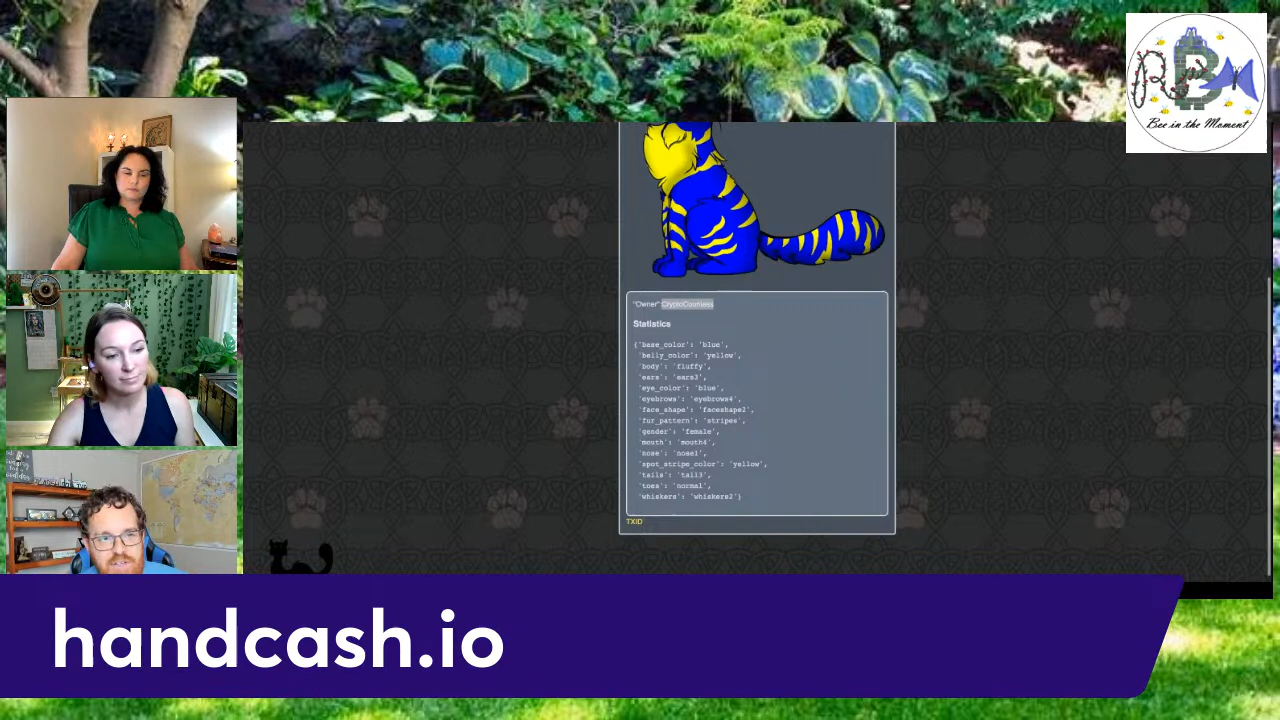 Bee in the Moment
"Owner" CryptoCountess
Statistics
{'base_color': 'blue',
'belly_color': 'yellow',
'body': 'fluffy',
'ears': 'ears3',
'eye_color': 'blue',
'eyebrows': 'eyebrows4',
'face_shape': 'faceshape2',
'fur_pattern': 'stripes',
'gender': 'female',
'mouth': 'mouth4',
'nose': 'nose1',
'spot_stripe_color': 'yellow',
'tails': 'tail3',
'toes': 'normal',
'whiskers': 'whiskers2'}
TXID
handcash.io